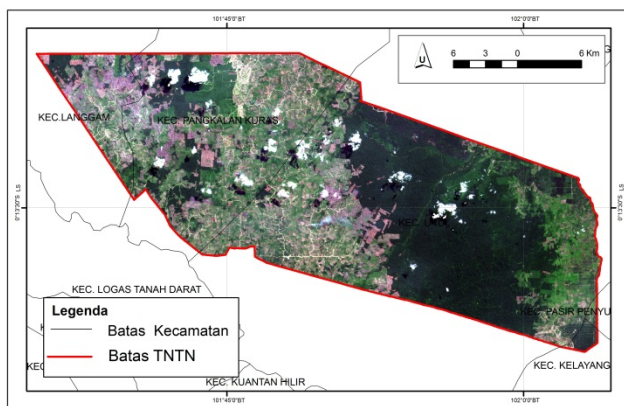 101°45'0"BT
102°0'0"BT
U
6 3 0 6 Km
KEC.LANGGAM
KEC. PANGKALAN KURAS
0°13'30" LS
0°13'30" LS
KEC. LOGAS TANAH DARAT
KEC. PASIR PENYU
Legenda
Batas Kecamatan
Batas TNTN
KEC. KELAYANG
KEC. KUANTAN HILIR
101°45'0"BT
102°0'0"BT